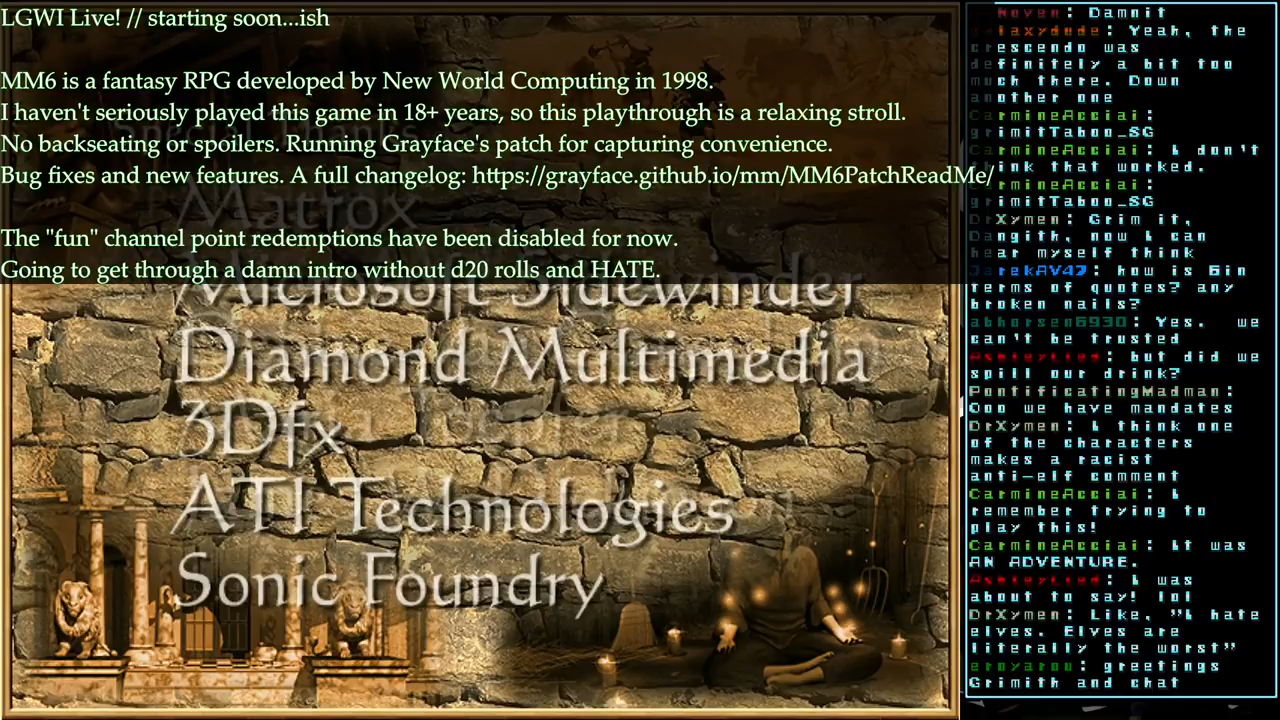 LGWI Live! // starting soon...ish
MM6 is a fantasy RPG developed by New World Computing in 1998.
I haven't seriously played this game in 18+ years, so this playthrough is a relaxing stroll.
No backseating or spoilers. Running Grayface's patch for capturing convenience.
Bug fixes and new features. A full changelog: https://grayface.github.io/mm/MM6PatchReadMe/
The "fun" channel point redemptions have been disabled for now.
Going to get through a damn intro without d20 rolls and HATE.
Matrox
Microsoft Sidewinder
Diamond Multimedia
3Dfx
ATI Technologies
Sonic Foundry
Damnit
Yeah, the
crescendo was
definitely a bit too
much there. Down
another one
CarmineAcciai:
grimitTaboo_SG
CarmineAcciai: I don't
think that worked.
CarmineAcciai:
grimitTaboo_SG
DrXymen: Grim it,
Dangith, now I can
hear myself think
JarekAV47: how is 6in
terms of quotes? any
broken nails?
abhorsen6930: Yes. we
can't be trusted
AshleyLied: but did we
spill our drink?
PontificatingMadman:
Ooo we have mandates
DrXymen: I think one
of the characters
makes a racist
anti-elf comment
CarmineAcciai: I
remember trying to
play this!
CarmineAcciai: It was
AN ADVENTURE.
AshleyLied: I was
about to say! lol
DrXymen: Like, "I hate
elves. Elves are
literally the worst"
eroyarou: greetings
Grimith and chat